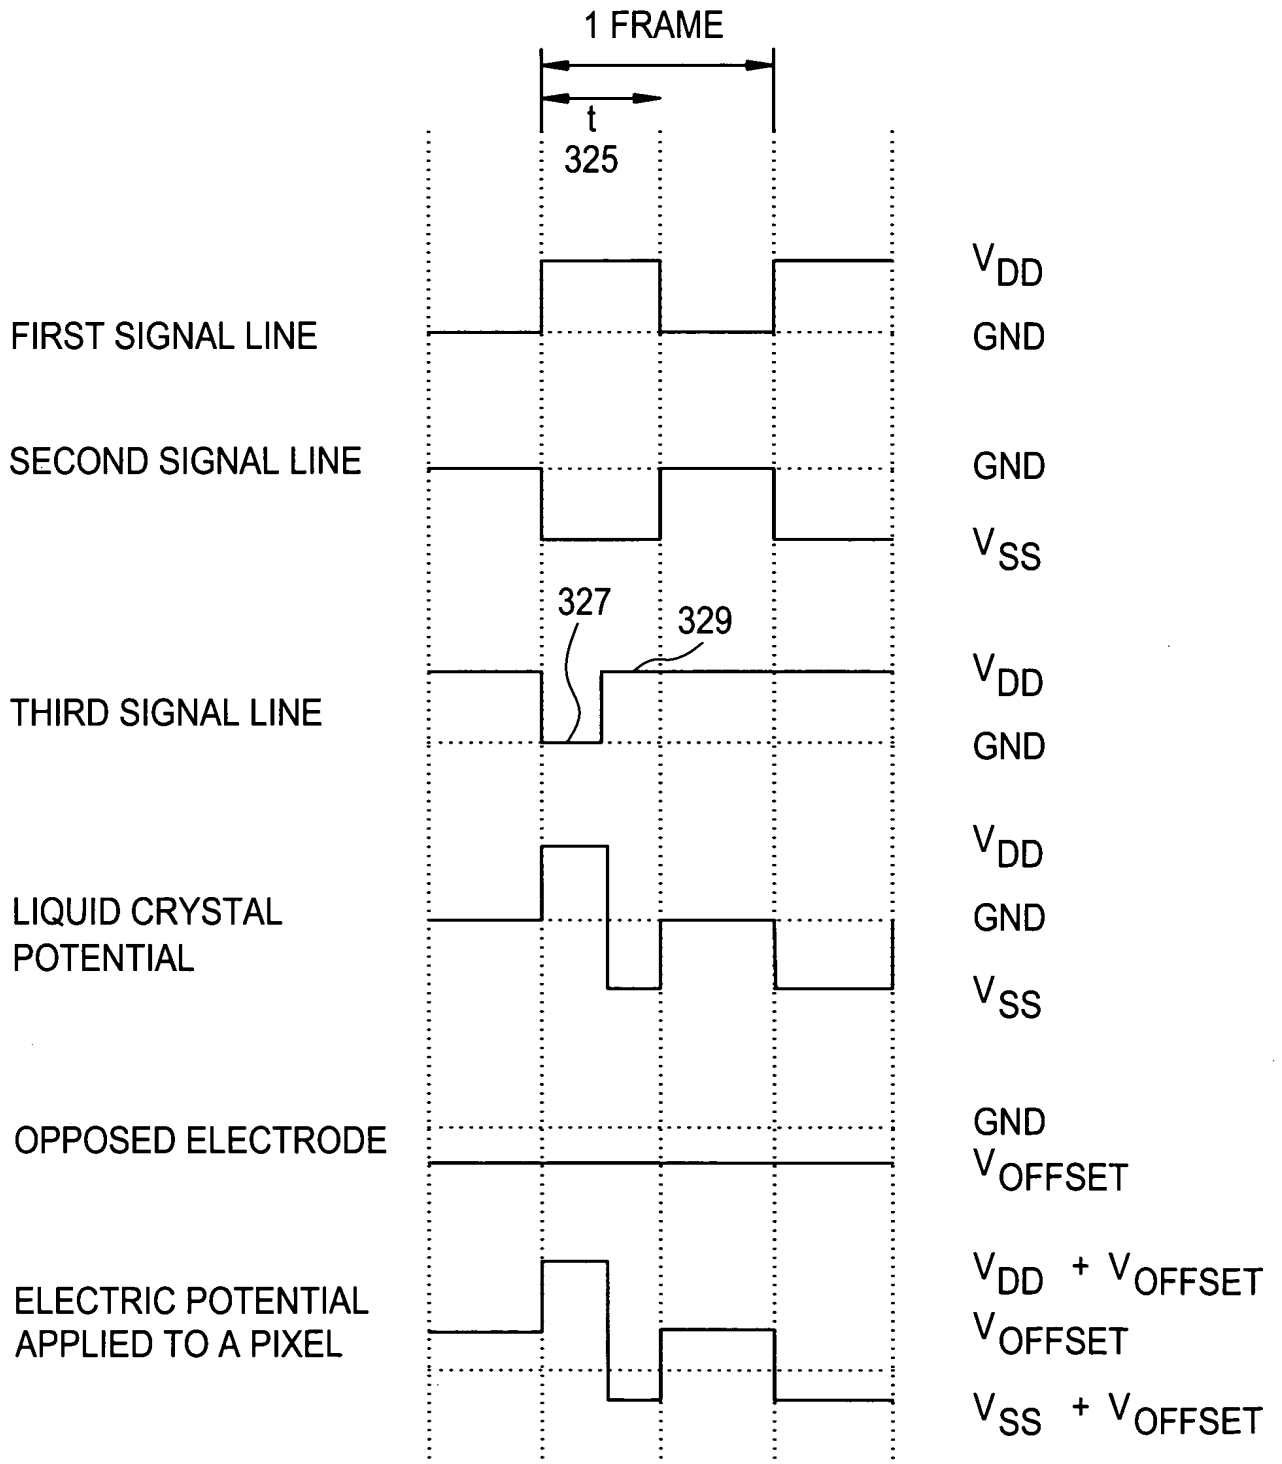 1 FRAME
t
325
V DD
FIRST SIGNAL LINE GND
SECOND SIGNAL LINE GND
V SS
327
329
V DD
THIRD SIGNAL LINE
GND
V DD
LIQUID CRYSTAL
POTENTIAL
GND
V SS
GND
OPPOSED ELECTRODE
V OFFSET
V DD + V OFFSET
ELECTRIC POTENTIAL
APPLIED TO A PIXEL
V OFFSET
V SS + V OFFSET